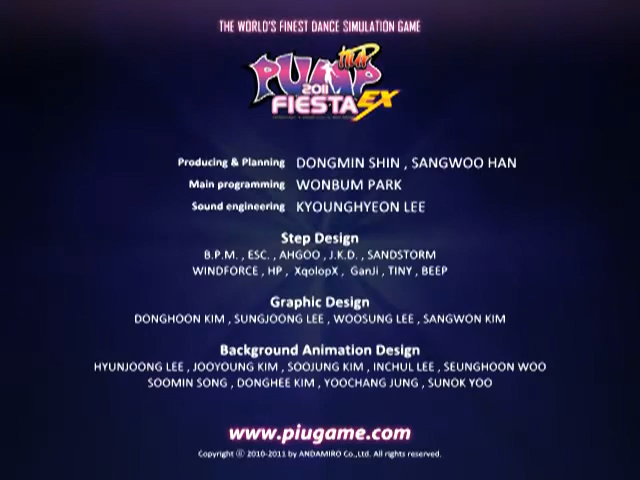 THE WORLD'S FINEST DANCE SIMULATION GAME
PUMP IT UP
2011
FIESTA EX
Producing & Planning DONGMIN SHIN , SANGWOO HAN
Main programming WONBUM PARK
Sound engineering KYOUNGHYEON LEE
Step Design
B.P.M. , ESC. , AHGOO , J.K.D. , SANDSTORM
WINDFORCE , HP , XqolopX , GanJi , TINY , BEEP
Graphic Design
DONGHOON KIM , SUNGJOONG LEE , WOOSUNG LEE , SANGWON KIM
Background Animation Design
HYUNJOONG LEE , JOOYOUNG KIM , SOOJUNG KIM , INCHUL LEE , SEUNGHOON WOO
SOOMIN SONG , DONGHEE KIM , YOOCHANG JUNG , SUNOK YOO
www.piugame.com
Copyright ⓒ 2010-2011 by ANDAMIRO Co.,Ltd. All rights reserved.